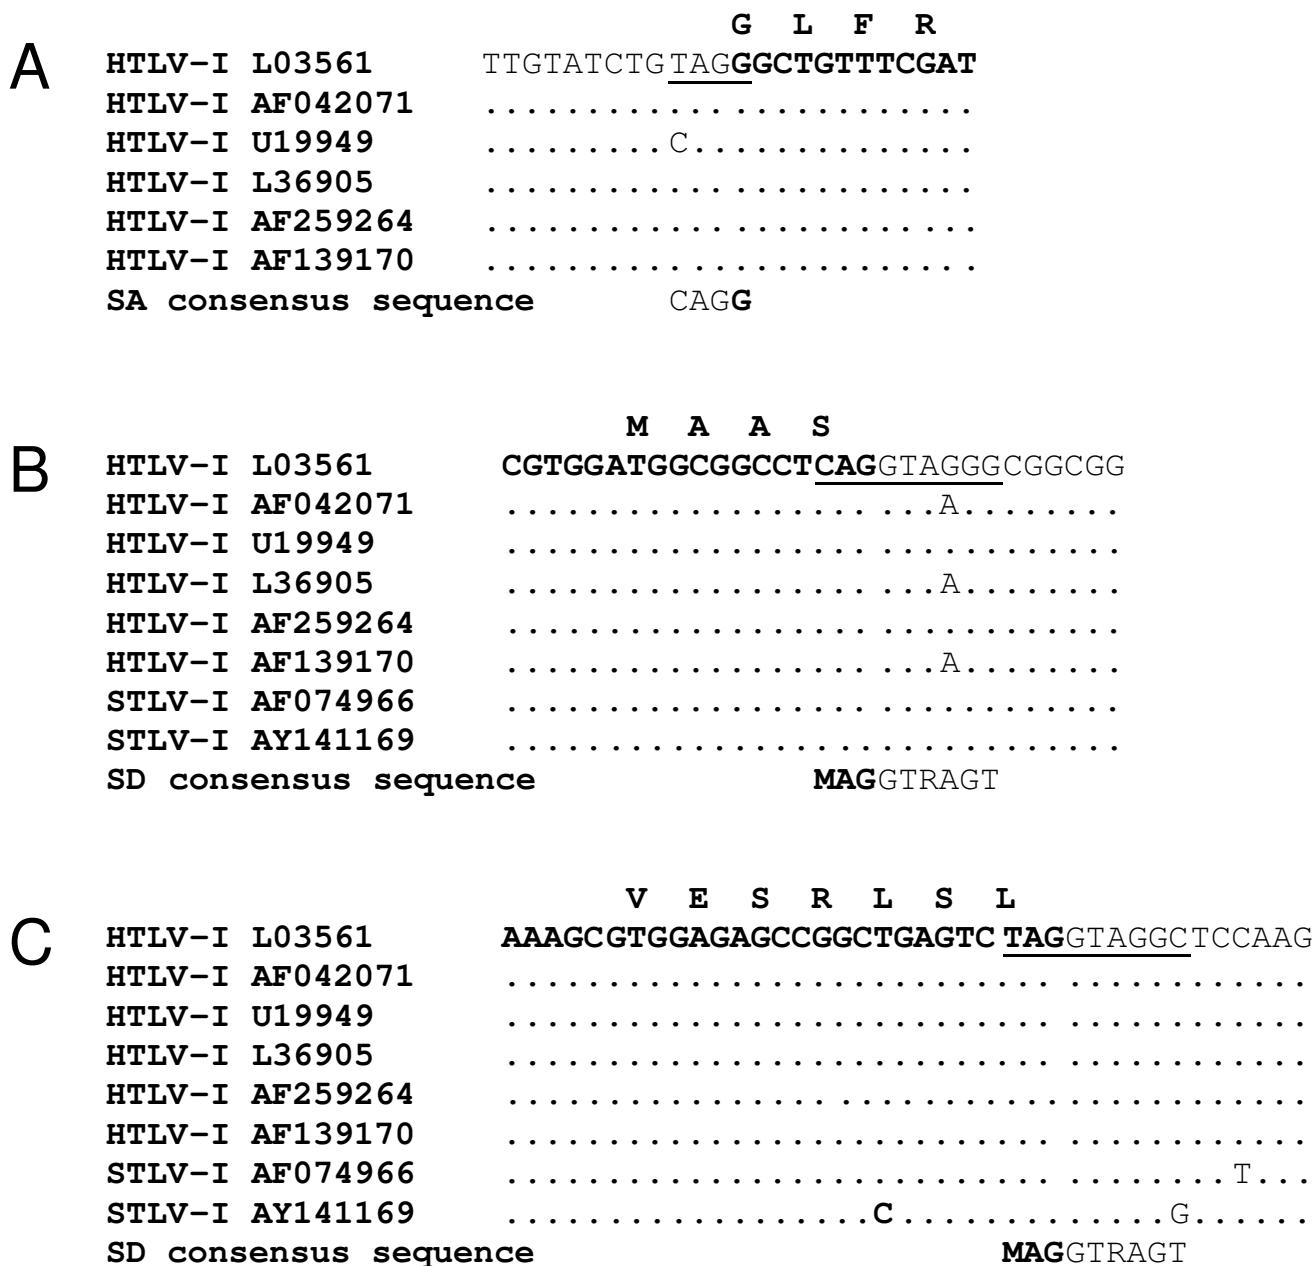 G L F R
A
HTLV-I L03561 TTGTATCTGTAGGGCTGTTTCGAT
HTLV-I AF042071 ........................
HTLV-I U19949 .........C..............
HTLV-I L36905 ........................
HTLV-I AF259264 ........................
HTLV-I AF139170 ........................
SA consensus sequence CAGG
M A A S
B
HTLV-I L03561 CGTGGATGGCGGCCTCAGGTAGGGCGGCGG
HTLV-I AF042071 .....................A........
HTLV-I U19949 ..............................
HTLV-I L36905 .....................A........
HTLV-I AF259264 ..............................
HTLV-I AF139170 .....................A........
STLV-I AF074966 ..............................
STLV-I AY141169 ..............................
SD consensus sequence MAGGTRAGT
V E S R L S L
C
HTLV-I L03561 AAAGCGTGGAGAGCCGGCTGAGTCTAGGTAGGCTCCAAG
HTLV-I AF042071 ........................... ............
HTLV-I U19949 ........................... ............
HTLV-I L36905 ........................... ............
HTLV-I AF259264 .......................................
HTLV-I AF139170 ........................... ............
STLV-I AF074966 ........................... ........T...
STLV-I AY141169 ..................C.............G......
SD consensus sequence MAGGTRAGT